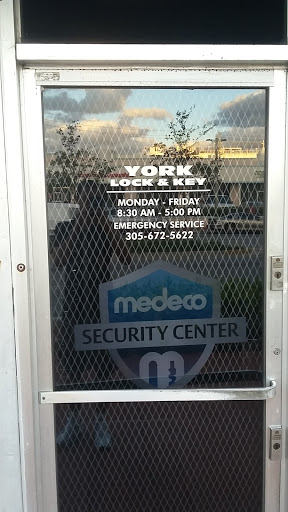 YORK
LOCK & KEY
MONDAY - FRIDAY
8:30 AM - 5:00 PM
EMERGENCY SERVICE
305-672-5622
medeco
SECURITY CENTER
m